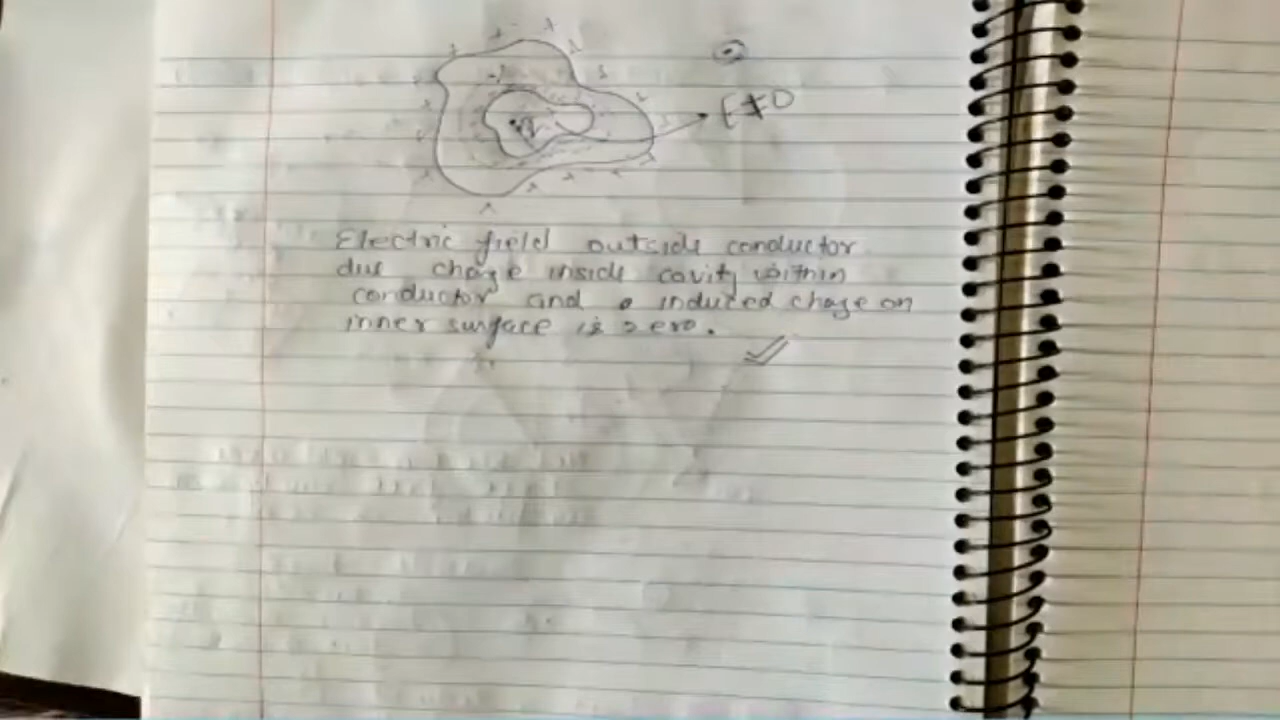 E≠0
q
Electric field outside conductor
due charge inside cavity within
conductor and induced charge on
inner surface is zero.